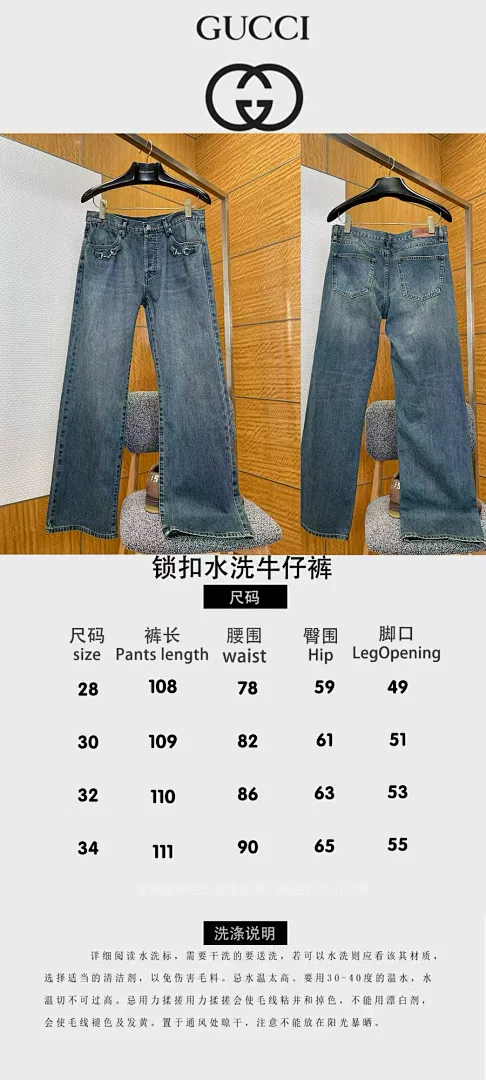 GUCCI
锁扣水洗牛仔裤
尺码
尺码 裤长 腰围 臀围 脚口
size Pants length waist Hip LegOpening
28 108 78 59 49
30 109 82 61 51
32 110 86 63 53
34 111 90 65 55
洗涤说明
详细阅读水洗标，需要干洗的要送洗，若可以水洗则应看该其材质，
选择适当的清洁剂，以免伤害毛料。忌水温太高。要用30-40度的温水，水
温切不可过高。忌用力揉搓用力揉搓会使毛线粘并和掉色，不能用漂白剂，
会使毛线褪色及发黄。置于通风处晾干，注意不能放在阳光暴晒。